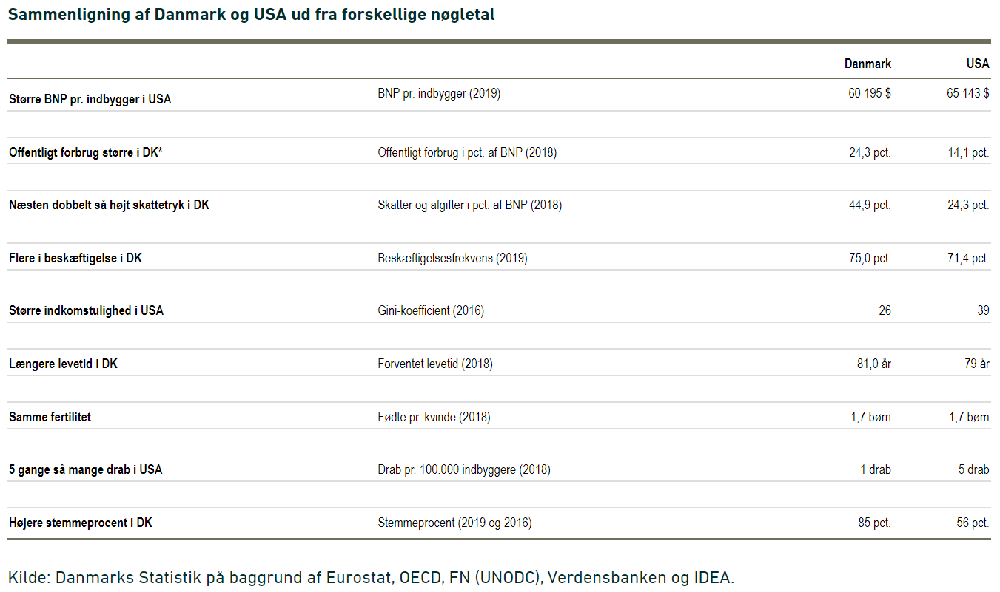 Sammenligning af Danmark og USA ud fra forskellige nøgletal
Danmark USA
Større BNP pr. indbygger i USA BNP pr. indbygger (2019) 60 195 $ 65 143 $
Offentligt forbrug større i DK* Offentligt forbrug i pct. af BNP (2018) 24,3 pct. 14,1 pct.
Næsten dobbelt så højt skattetryk i DK Skatter og afgifter i pct. af BNP (2018) 44,9 pct. 24,3 pct.
Flere i beskæftigelse i DK Beskæftigelsesfrekvens (2019) 75,0 pct. 71,4 pct.
Større indkomstulighed i USA Gini-koefficient (2016) 26 39
Længere levetid i DK Forventet levetid (2018) 81,0 år 79 år
Samme fertilitet Fødte pr. kvinde (2018) 1,7 børn 1,7 børn
5 gange så mange drab i USA Drab pr. 100.000 indbyggere (2018) 1 drab 5 drab
Højere stemmeprocent i DK Stemmeprocent (2019 og 2016) 85 pct. 56 pct.
Kilde: Danmarks Statistik på baggrund af Eurostat, OECD, FN (UNODC), Verdensbanken og IDEA.